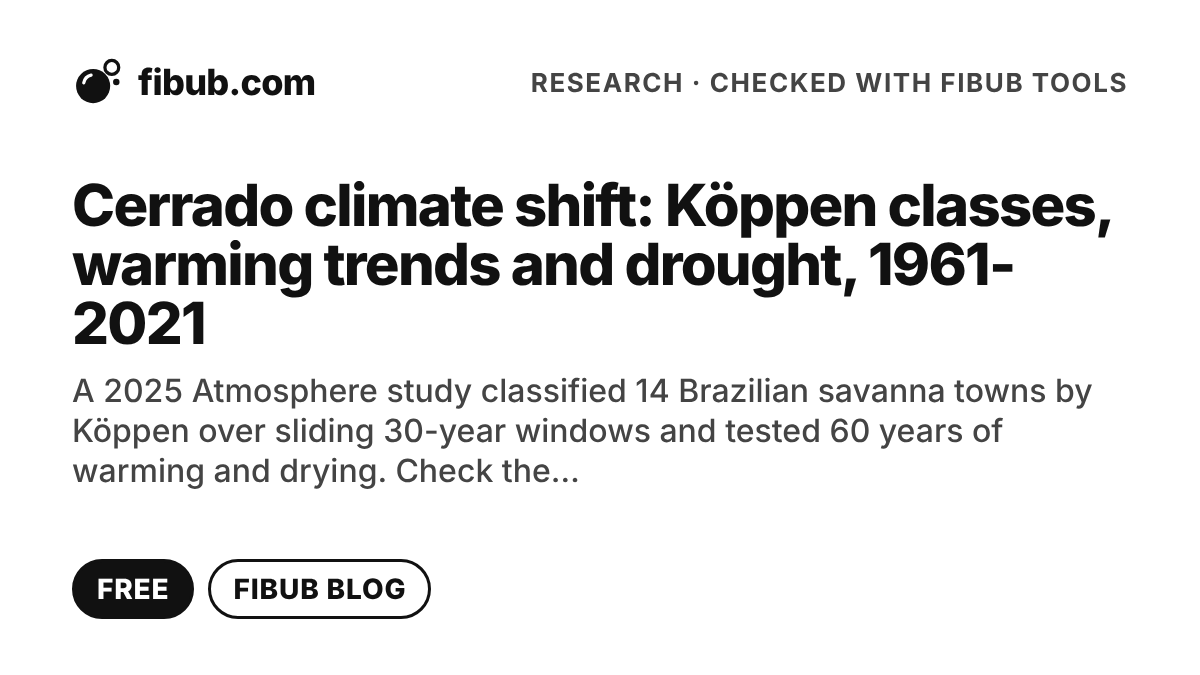 fibub.com
RESEARCH · CHECKED WITH FIBUB TOOLS
Cerrado climate shift: Köppen classes,
warming trends and drought, 1961-
2021
A 2025 Atmosphere study classified 14 Brazilian savanna towns by
Köppen over sliding 30-year windows and tested 60 years of
warming and drying. Check the...
FREE
FIBUB BLOG